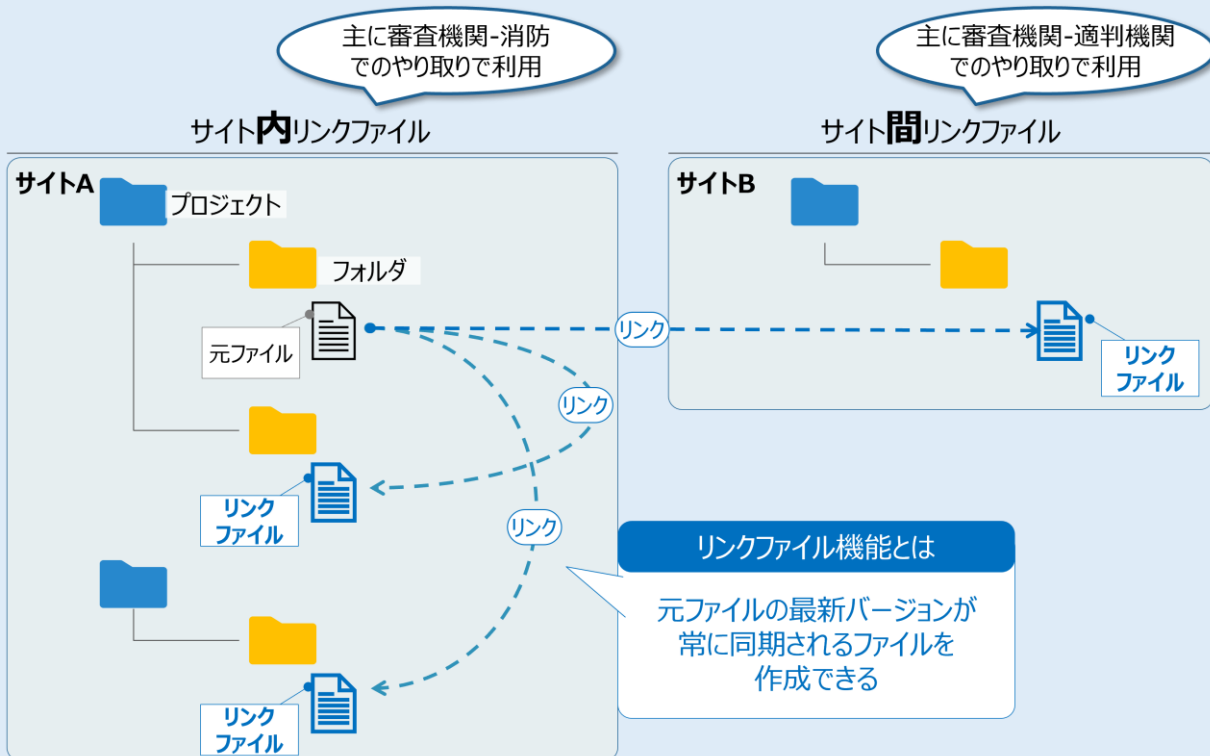 主に審査機関-消防
でのやり取りで利用
サイト内リンクファイル
サイトA
プロジェクト
フォルダ
元ファイル
リンク
リンク
リンク
ファイル
リンク
リンク
ファイル
主に審査機関-適判機関
でのやり取りで利用
サイト間リンクファイル
サイトB
リンク
ファイル
リンクファイル機能とは
元ファイルの最新バージョンが
常に同期されるファイルを
作成できる